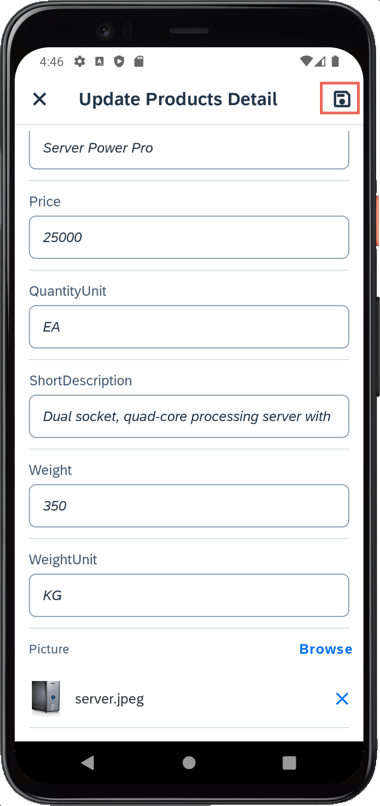 4:46
Update Products Detail
Server Power Pro
Price
25000
QuantityUnit
EA
ShortDescription
Dual socket, quad-core processing server with
Weight
350
WeightUnit
KG
Picture
Browse
server.jpeg